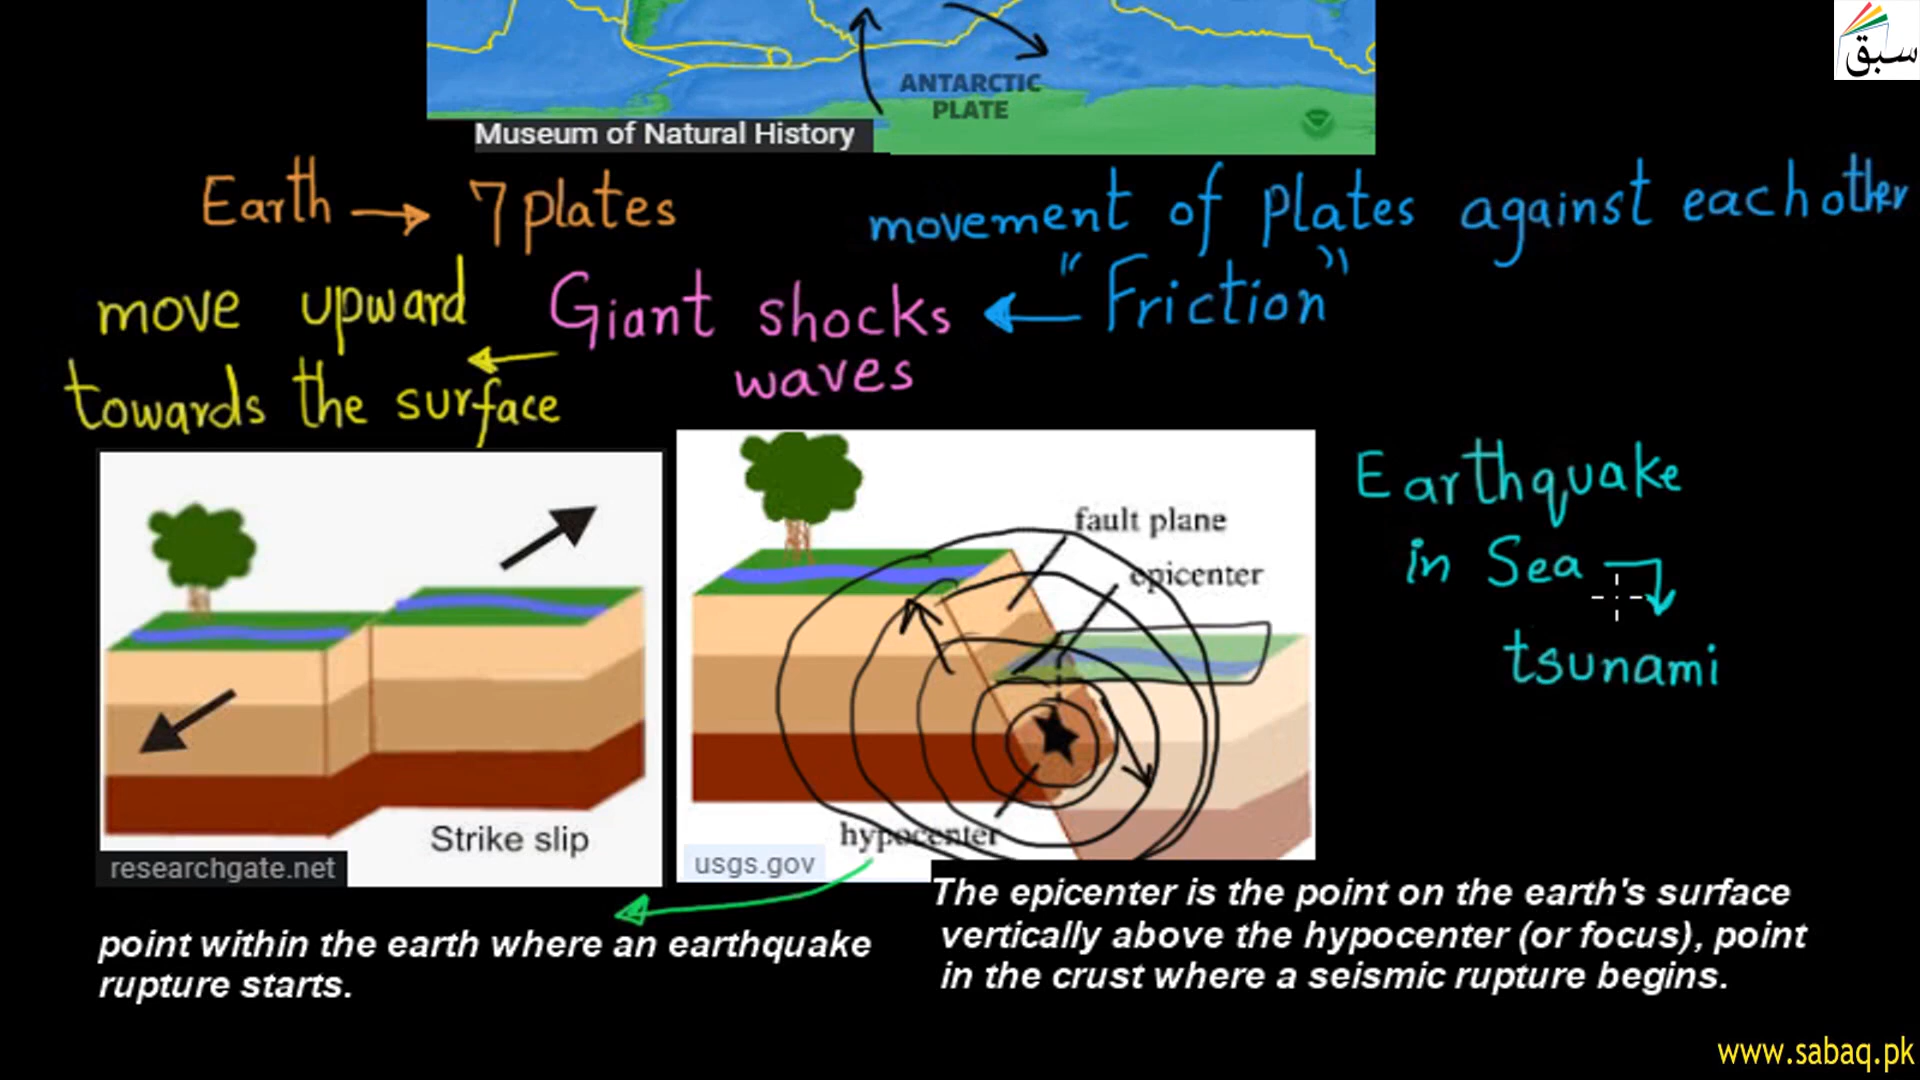 سبق
ANTARCTIC
PLATE
Museum of Natural History
Earth → 7 plates
movement of plates against each other
"Friction"
Giant shocks
waves
move upward
towards the surface
Strike slip
researchgate.net
fault plane
epicenter
hypocenter
usgs.gov
Earthquake
in Sea
tsunami
point within the earth where an earthquake
rupture starts.
The epicenter is the point on the earth's surface
vertically above the hypocenter (or focus), point
in the crust where a seismic rupture begins.
www.sabaq.pk